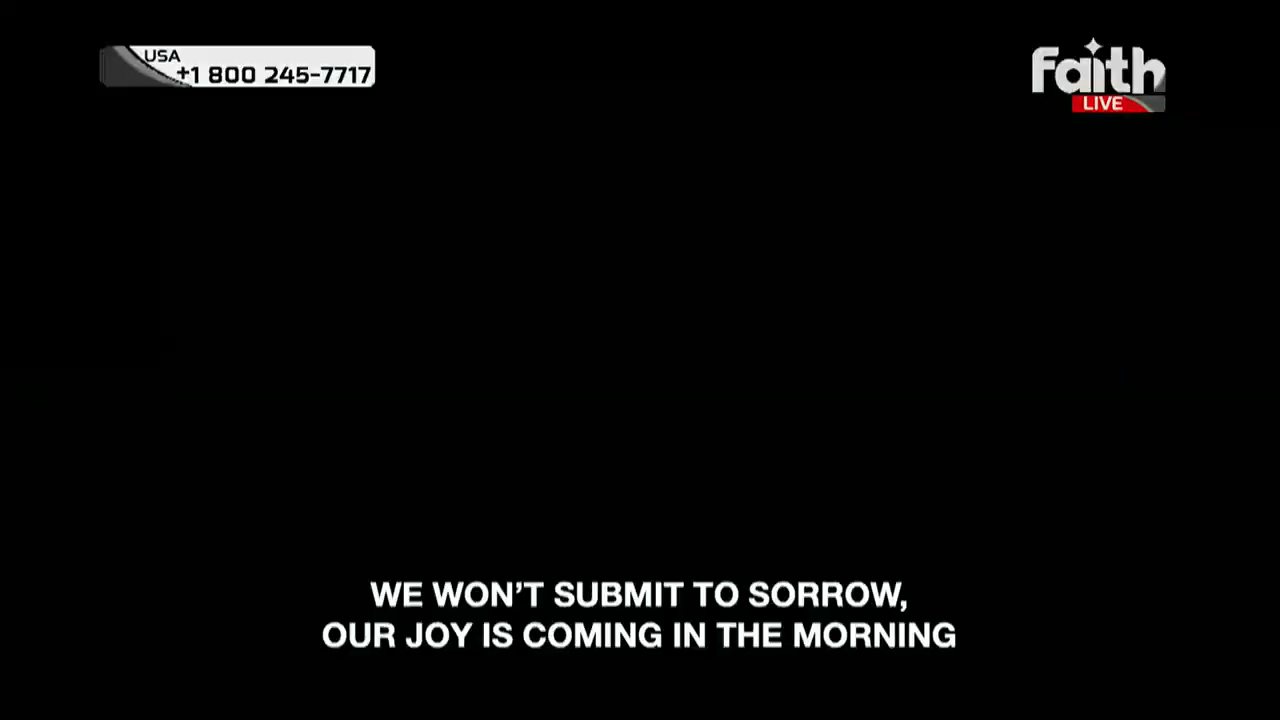 USA
+1 800 245-7717
Faith
LIVE
WE WON’T SUBMIT TO SORROW,
OUR JOY IS COMING IN THE MORNING